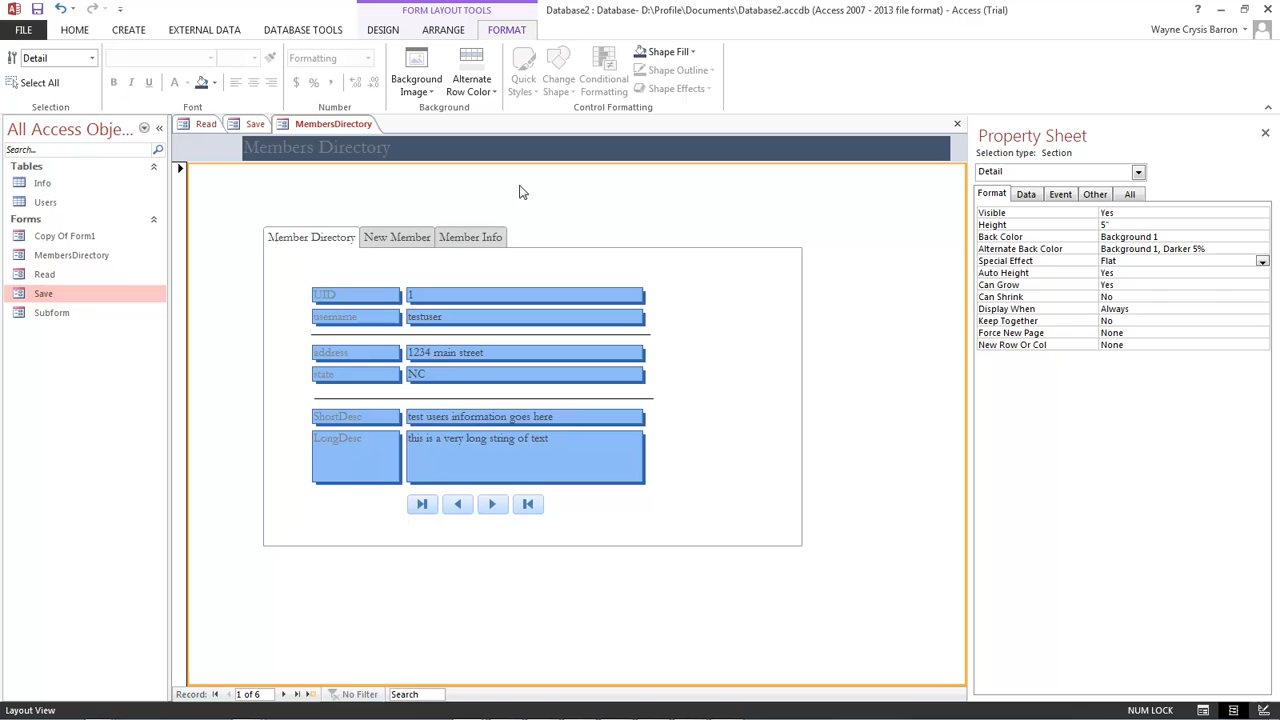 FORM LAYOUT TOOLS
Database2 : Database- D:\Profile\Documents\Database2.accdb (Access 2007 - 2013 file format) - Access (Trial)
FILE HOME CREATE EXTERNAL DATA DATABASE TOOLS DESIGN ARRANGE FORMAT Wayne Crysis Barron
Detail
Select All
Selection
B I U A
Font
Formatting
$ %
Number
Background Image
Alternate Row Color
Background
Quick Styles
Change Shape
Conditional Formatting
Shape Fill
Shape Outline
Shape Effects
Control Formatting
All Access Obje...
Search...
Tables
Info
Users
Forms
Copy Of Form1
MembersDirectory
Read
Save
Subform
Read Save MembersDirectory
Members Directory
Member Directory New Member Member Info
UID 1
username testuser
address 1234 main street
state NC
ShortDesc test users information goes here
LongDesc this is a very long string of text
Record: 1 of 6 No Filter Search
Property Sheet
Selection type: Section
Detail
Format Data Event Other All
Visible Yes
Height 5"
Back Color Background 1
Alternate Back Color Background 1, Darker 5%
Special Effect Flat
Auto Height Yes
Can Grow Yes
Can Shrink No
Display When Always
Keep Together No
Force New Page None
New Row Or Col None
Layout View NUM LOCK